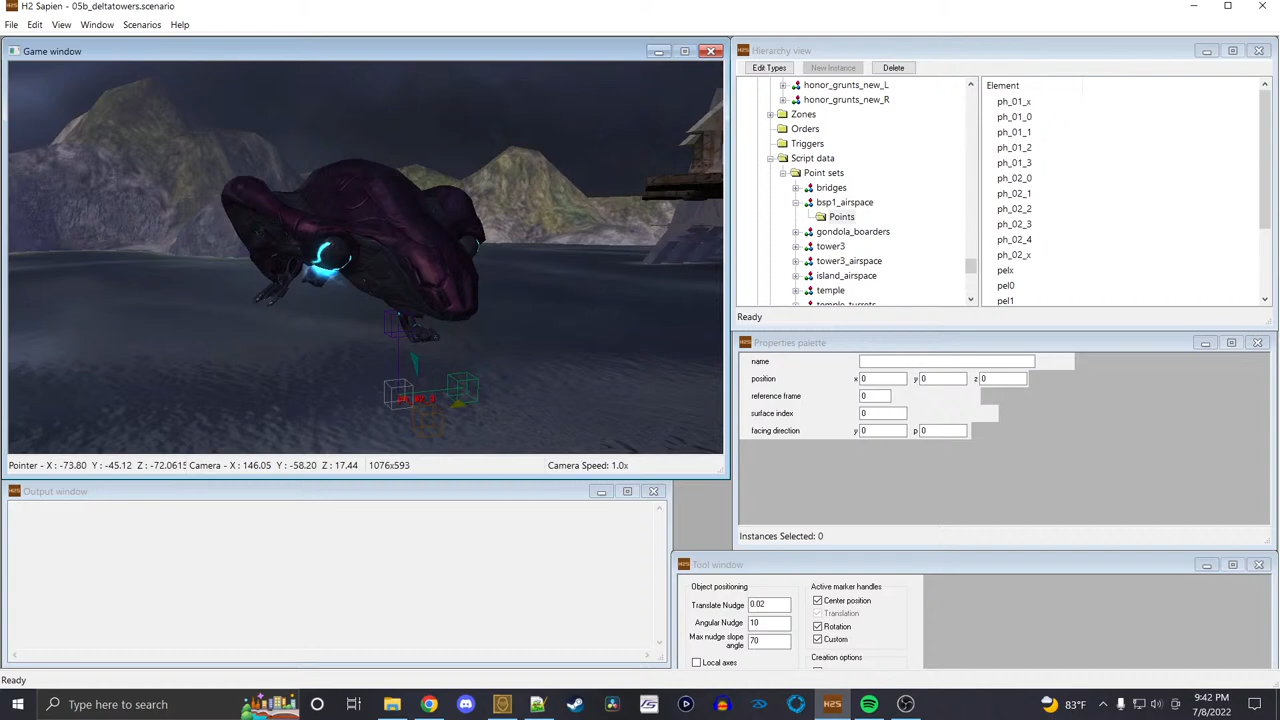 H2 Sapien - 05b_deltatowers.scenario
File Edit View Window Scenarios Help
Game window
Pointer - X : -73.80 Y : -45.12 Z : -72.0615 Camera - X : 146.05 Y : -58.20 Z : 17.44 1076x593 Camera Speed: 1.0x
Hierarchy view
Edit Types New Instance Delete
honor_grunts_new_L
honor_grunts_new_R
Zones
Orders
Triggers
Script data
Point sets
bridges
bsp1_airspace
Points
gondola_boarders
tower3
tower3_airspace
island_airspace
temple
temple_turrets
Element
ph_01_x
ph_01_0
ph_01_1
ph_01_2
ph_01_3
ph_02_0
ph_02_1
ph_02_2
ph_02_3
ph_02_4
ph_02_x
pelx
pel0
pel1
Ready
Properties palette
name
position x 0 y 0 z 0
reference frame 0
surface index 0
facing direction y 0 p 0
Instances Selected: 0
Output window
Tool window
Object positioning
Translate Nudge 0.02
Angular Nudge 10
Max nudge slope angle 70
Local axes
Active marker handles
Center position
Translation
Rotation
Custom
Creation options
Ready
H2S
Type here to search
H2S
83°F
9:42 PM
7/8/2022